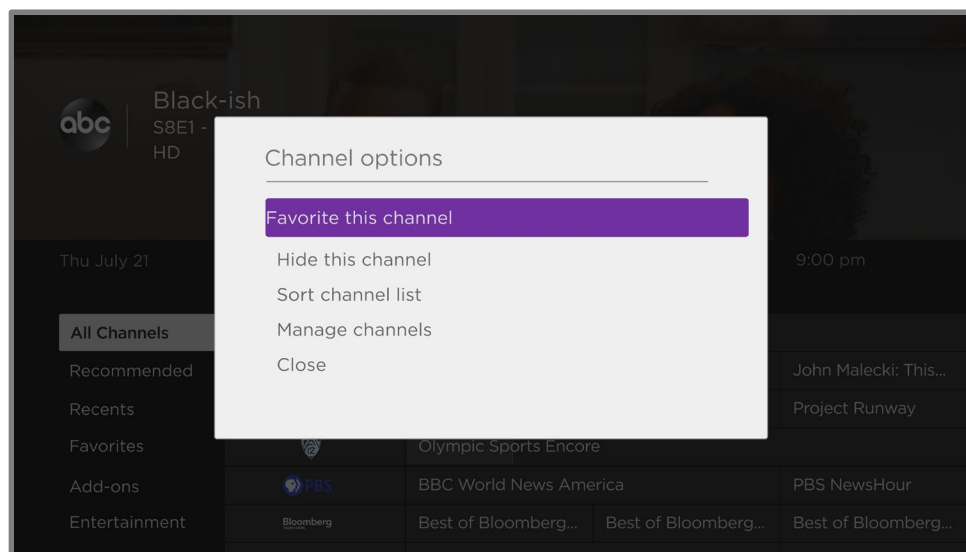 abc
Black-ish
S8E1 -
HD
Channel options
Favorite this channel
Hide this channel
Sort channel list
Manage channels
Close
Thu July 21
9:00 pm
All Channels
Recommended
John Malecki: This...
Recents
Project Runway
Favorites
12
Olympic Sports Encore
Add-ons
PBS
BBC World News America
PBS NewsHour
Entertainment
Bloomberg
Best of Bloomberg...
Best of Bloomberg...
Best of Bloomberg...